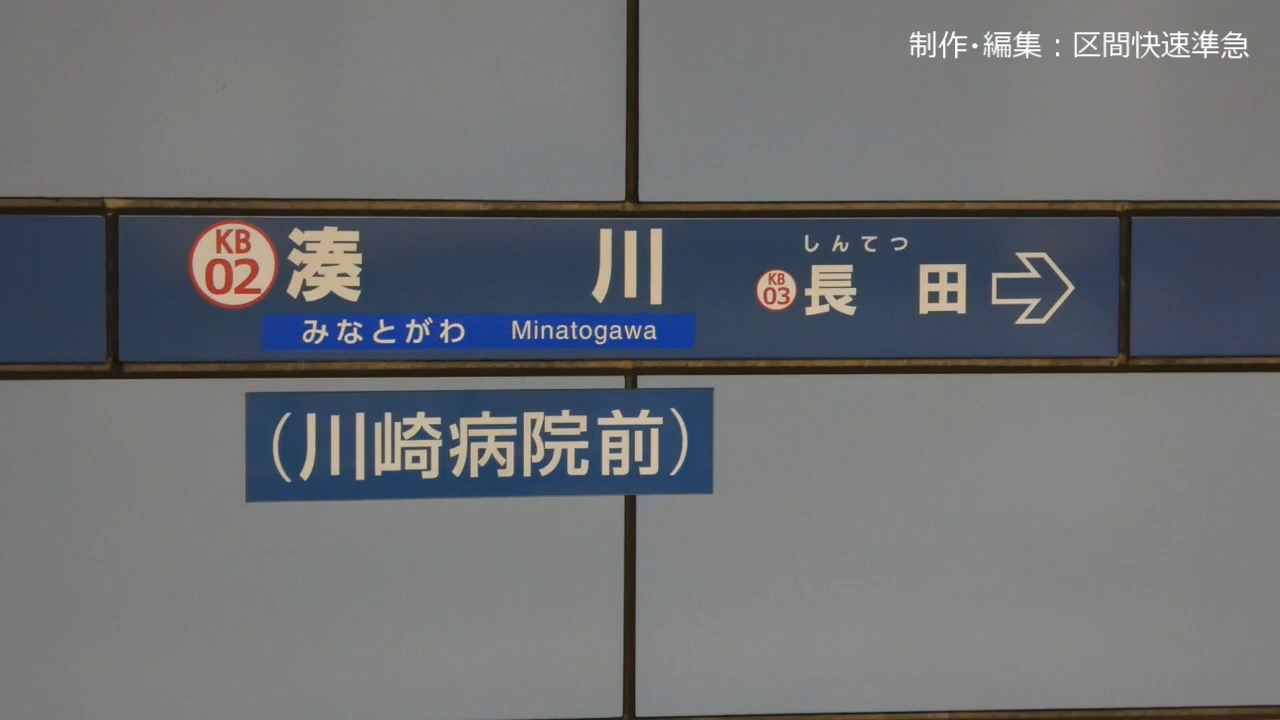 制作・編集：区間快速準急
KB
02
湊川
みなとがわ Minatogawa
しんてつ
KB
03
長田
（川崎病院前）